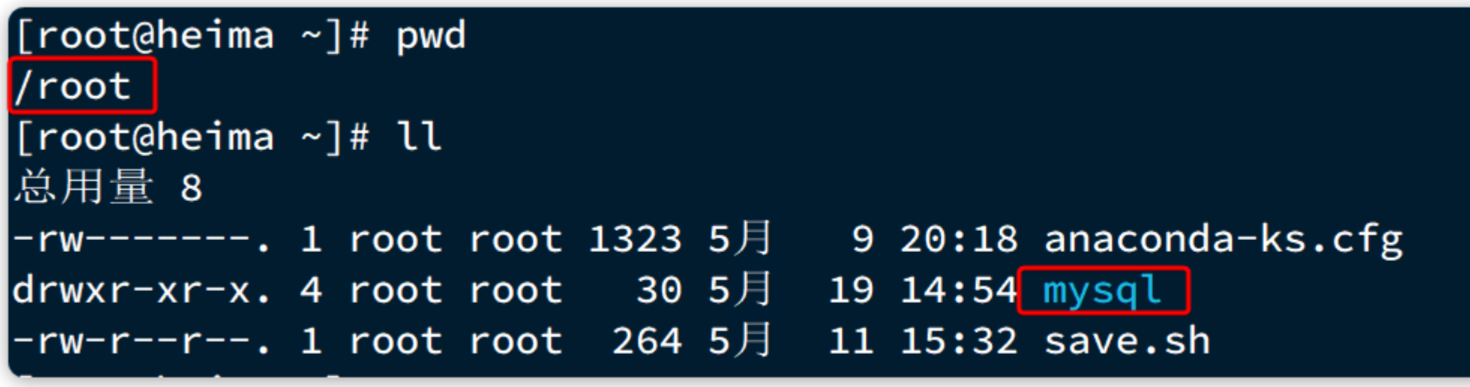 [root@heima ~]# pwd
/root
[root@heima ~]# ll
总用量 8
-rw-------. 1 root root 1323 5月   9 20:18 anaconda-ks.cfg
drwxr-xr-x. 4 root root   30 5月  19 14:54 mysql
-rw-r--r--. 1 root root  264 5月  11 15:32 save.sh